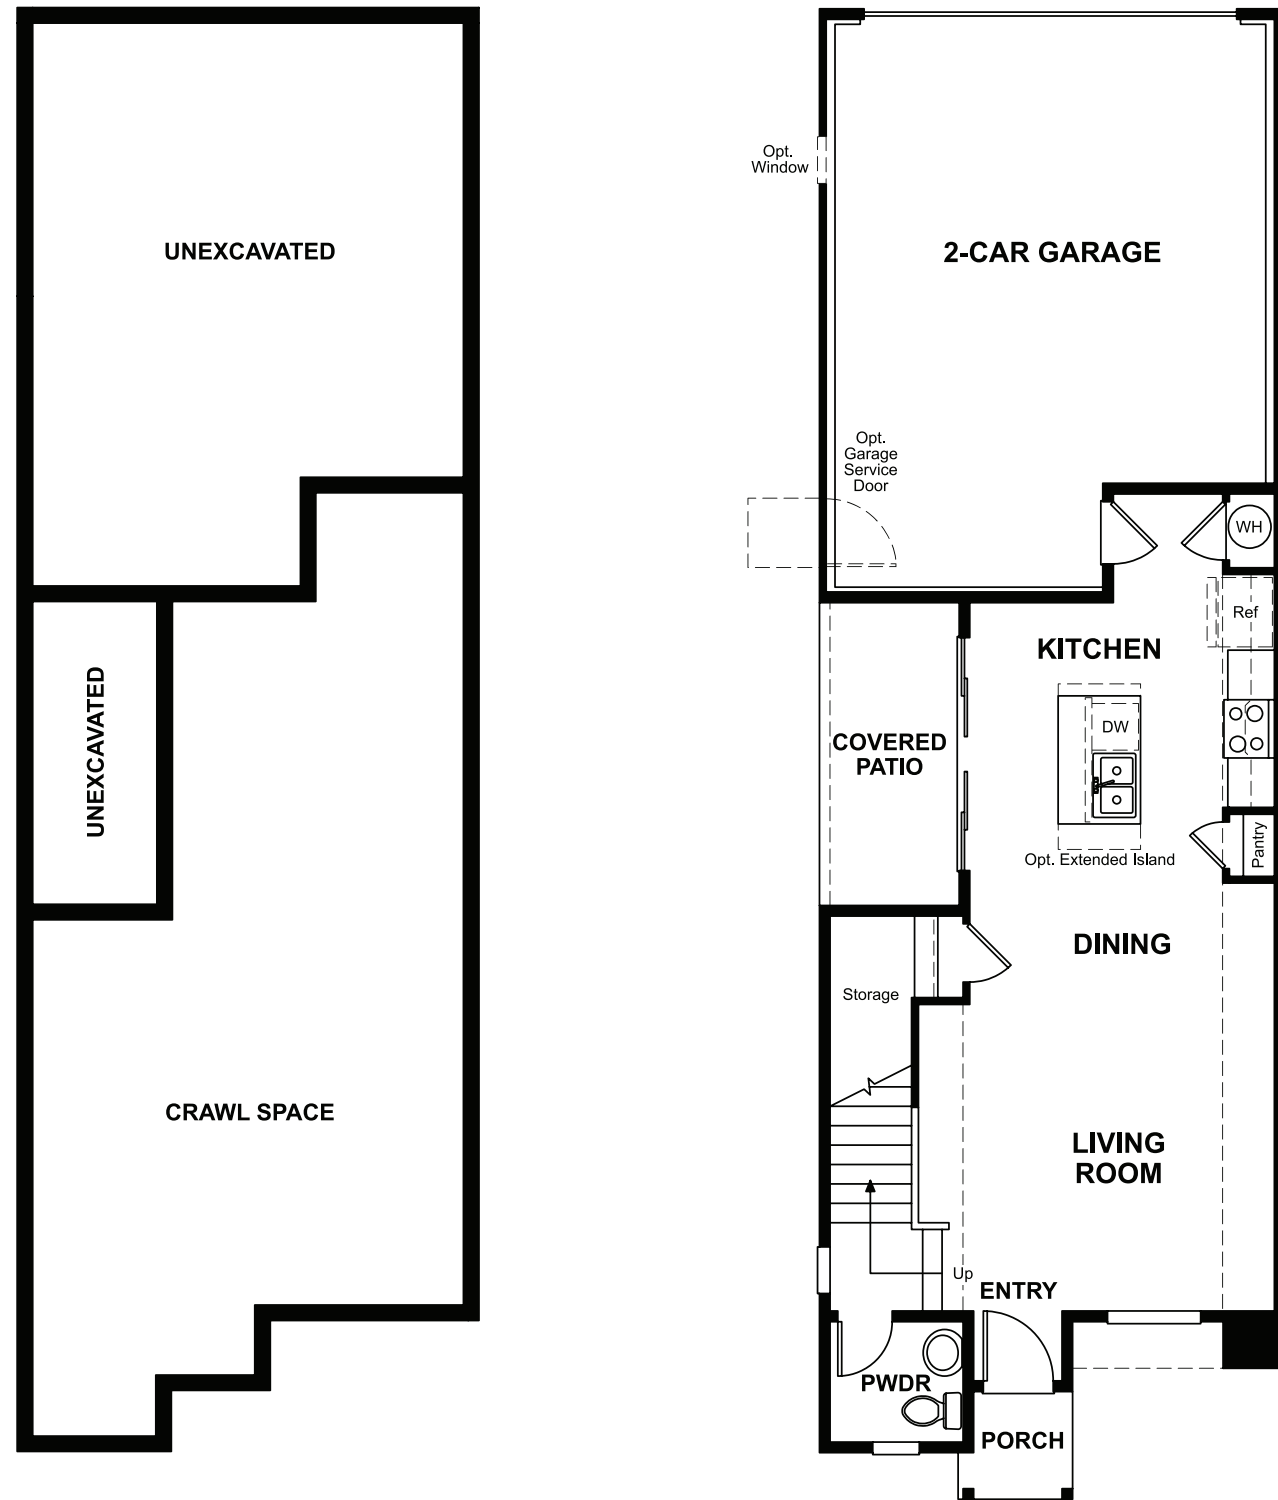 UNEXCAVATED
UNEXCAVATED
CRAWL SPACE
Opt.
Window
2-CAR GARAGE
Opt.
Garage
Service
Door
WH
Ref
KITCHEN
DW
COVERED
PATIO
Pantry
Opt. Extended Island
DINING
Storage
LIVING
ROOM
Up
ENTRY
PWDR
PORCH